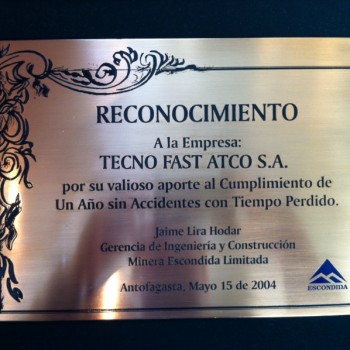 RECONOCIMIENTO
A la Empresa:
TECNO FAST ATCO S.A.
por su valioso aporte al Cumplimiento de
Un Año sin Accidentes con Tiempo Perdido.
Jaime Lira Hodar
Gerencia de Ingeniería y Construcción
Minera Escondida Limitada
Antofagasta, Mayo 15 de 2004
ESCONDIDA